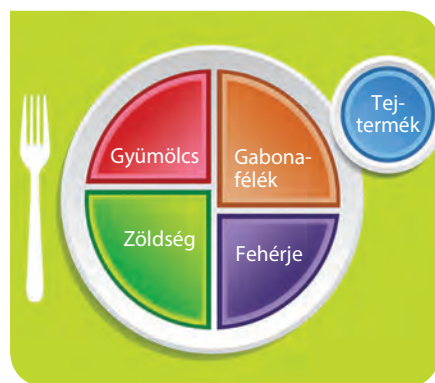 Gyümölcs
Gabona-
félék
Tej-
termék
Zöldség
Fehérje